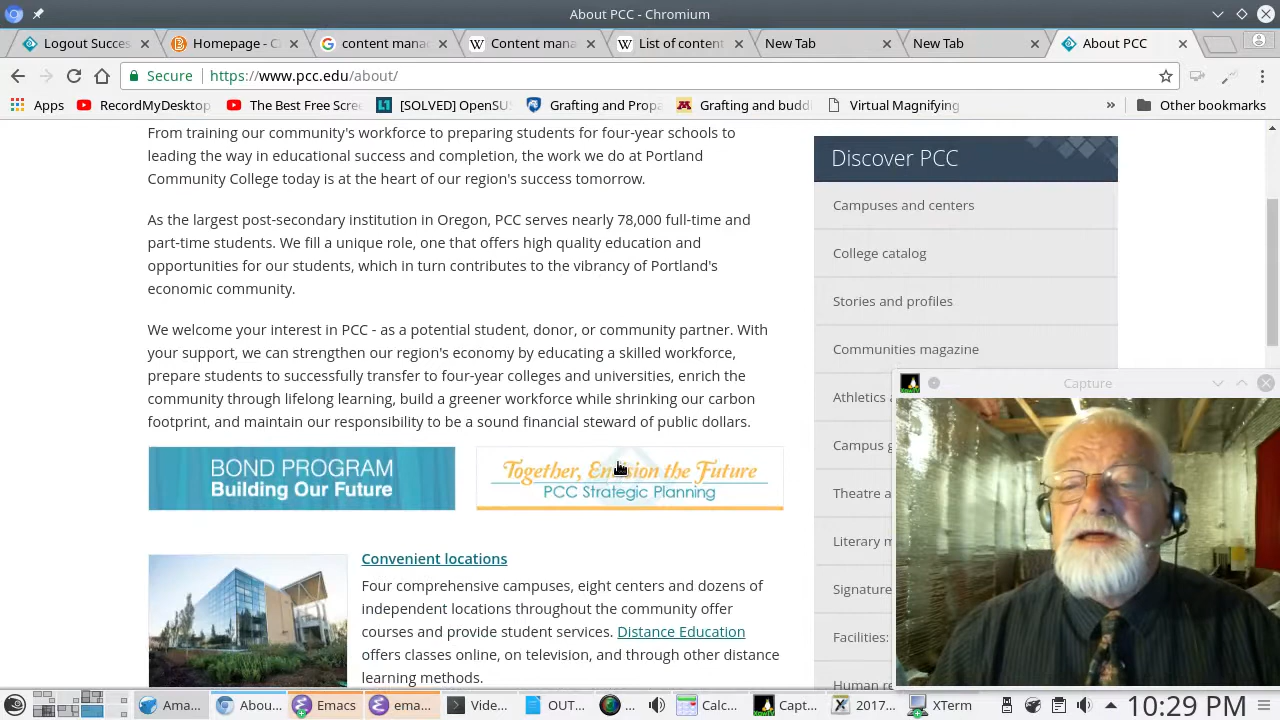 About PCC - Chromium
Logout Succes
Homepage - C
content manag
Content mana
List of content
New Tab
New Tab
About PCC
Secure
https://www.pcc.edu/about/
Apps
RecordMyDesktop
The Best Free Scre
[SOLVED] OpenSUS
Grafting and Propa
Grafting and buddi
Virtual Magnifying
»
Other bookmarks
From training our community's workforce to preparing students for four-year schools to
leading the way in educational success and completion, the work we do at Portland
Community College today is at the heart of our region's success tomorrow.
As the largest post-secondary institution in Oregon, PCC serves nearly 78,000 full-time and
part-time students. We fill a unique role, one that offers high quality education and
opportunities for our students, which in turn contributes to the vibrancy of Portland's
economic community.
We welcome your interest in PCC - as a potential student, donor, or community partner. With
your support, we can strengthen our region's economy by educating a skilled workforce,
prepare students to successfully transfer to four-year colleges and universities, enrich the
community through lifelong learning, build a greener workforce while shrinking our carbon
footprint, and maintain our responsibility to be a sound financial steward of public dollars.
BOND PROGRAM
Building Our Future
Together, Envision the Future
PCC Strategic Planning
Convenient locations
Four comprehensive campuses, eight centers and dozens of
independent locations throughout the community offer
courses and provide student services. Distance Education
offers classes online, on television, and through other distance
learning methods.
Discover PCC
Campuses and centers
College catalog
Stories and profiles
Communities magazine
Athletics
Campus g
Theatre a
Literary m
Signature
Facilities:
Human re
Capture
Ama...
Abou...
Emacs
ema...
Vide...
OUT...
...
Calc...
Capt...
2017...
XTerm
10:29 PM